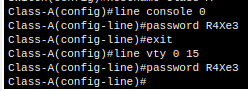 Class-A(config)#line console 0
Class-A(config-line)#password R4Xe3
Class-A(config-line)#exit
Class-A(config)#line vty 0 15
Class-A(config-line)#password R4Xe3
Class-A(config-line)#